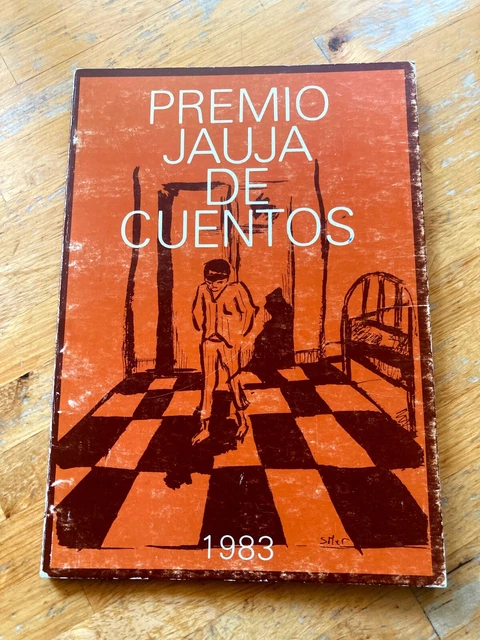 PREMIO
JAUJA
DE
CUENTOS
1983